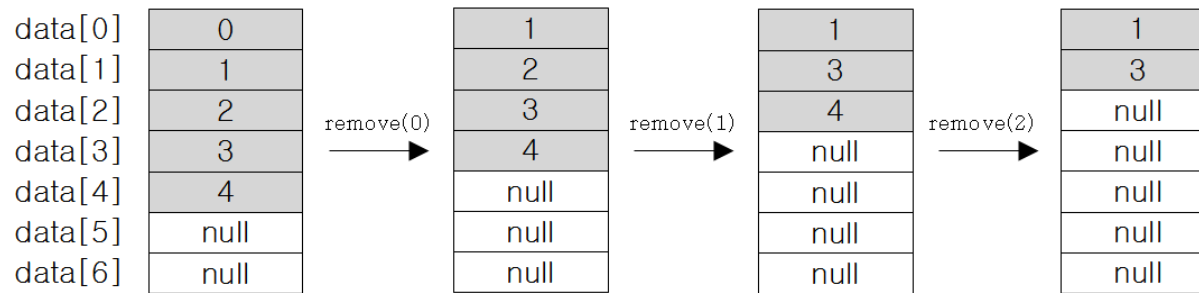 data[0] 0 1 1 1
data[1] 1 2 3 3
data[2] 2 3 4 null
remove(0) remove(1) remove(2)
data[3] 3 4 null null
data[4] 4 null null null
data[5] null null null null
data[6] null null null null